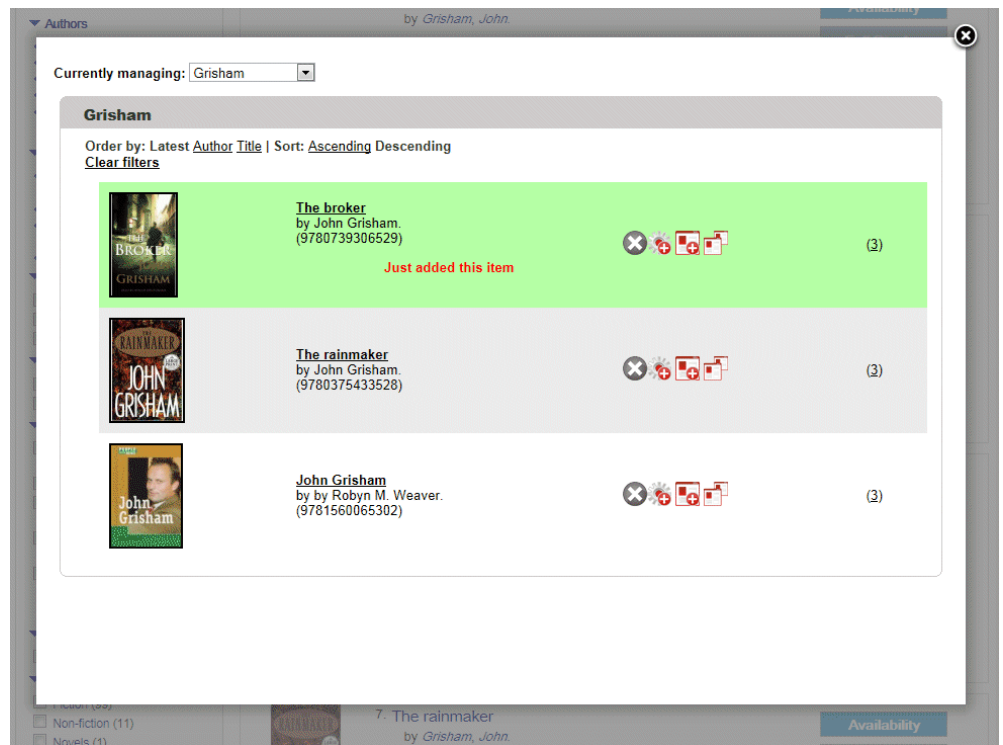 Authors
by Grisham, John.
Availability
Currently managing: Grisham
Grisham
Order by: Latest Author Title | Sort: Ascending Descending
Clear filters
THE
BROKER
GRISHAM
The broker
by John Grisham.
(9780739306529)
Just added this item
(3)
THE
RAINMAKER
JOHN
GRISHAM
The rainmaker
by John Grisham.
(9780375433528)
(3)
John
Grisham
John Grisham
by by Robyn M. Weaver.
(9781560065302)
(3)
Fiction (99)
Non-fiction (11)
Novels (1)
RAINMAKER
7. The rainmaker
by Grisham, John.
Availability